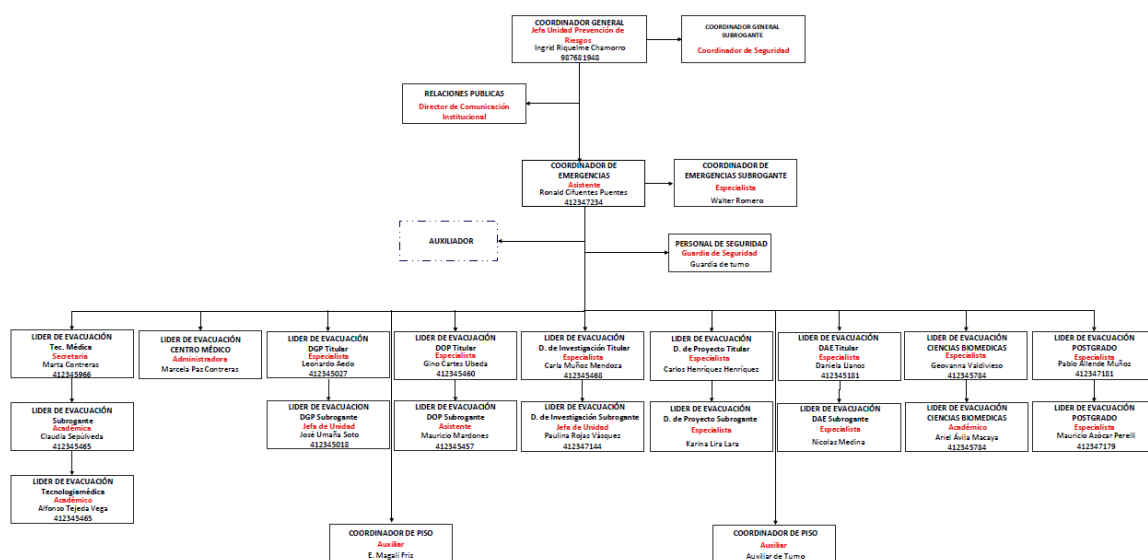 COORDINADOR GENERAL
Jefa Unidad Prevención de
Riesgos
Ingrid Riquelme Chamorro
987681948
COORDINADOR GENERAL
SUBROGANTE
Coordinador de Seguridad
RELACIONES PUBLICAS
Director de Comunicación
Institucional
COORDINADOR DE
EMERGENCIAS
Asistente
Ronald Cifuentes Puentes
412347234
COORDINADOR DE
EMERGENCIAS SUBROGANTE
Especialista
Walter Romero
AUXILIADOR
PERSONAL DE SEGURIDAD
Guardia de Seguridad
Guardia de turno
LIDER DE EVACUACIÓN
Tec. Médica
Secretaria
Marta Contreras
412345966
LIDER DE EVACUACIÓN
CENTRO MÉDICO
Administradora
Marcela Paz Contreras
LIDER DE EVACUACIÓN
DGP Titular
Especialista
Leonardo Aedo
412345027
LIDER DE EVACUACIÓN
DOP Titular
Especialista
Gino Cartes Ubeda
412345460
LIDER DE EVACUACIÓN
D. de Investigación Titular
Especialista
Carla Muñoz Mendoza
412345468
LIDER DE EVACUACIÓN
D. de Proyecto Titular
Especialista
Carlos Henríquez Henríquez
LIDER DE EVACUACIÓN
DAE Titular
Especialista
Daniela Llanos
412345181
LIDER DE EVACUACIÓN
CIENCIAS BIOMEDICAS
Especialista
Geovanna Valdivieso
412345784
LIDER DE EVACUACIÓN
POSTGRADO
Especialista
Pablo Allende Muñoz
412347181
LIDER DE EVACUACIÓN
Subrogante
Académica
Claudia Sepúlveda
412345465
LIDER DE EVACUACION
DGP Subrogante
Jefa de Unidad
José Umaña Soto
412345018
LIDER DE EVACUACION
DOP Subrogante
Asistente
Mauricio Mardones
412345457
LIDER DE EVACUACIÓN
D. de Investigación Subrogante
Jefa de Unidad
Paulina Rojas Vásquez
412347144
LIDER DE EVACUACIÓN
D. de Proyecto Subrogante
Especialista
Karina Lira Lara
LIDER DE EVACUACIÓN
DAE Subrogante
Especialista
Nicolas Medina
LIDER DE EVACUACIÓN
CIENCIAS BIOMEDICAS
Académico
Ariel Ávila Macaya
412345784
LIDER DE EVACUACIÓN
POSTGRADO
Especialista
Mauricio Azócar Perelli
412347179
LIDER DE EVACUACIÓN
Tecnologiamédica
Académico
Alfonso Tejeda Vega
412345465
COORDINADOR DE PISO
Auxiliar
E. Magali Friz
COORDINADOR DE PISO
Auxiliar
Auxiliar de Turno